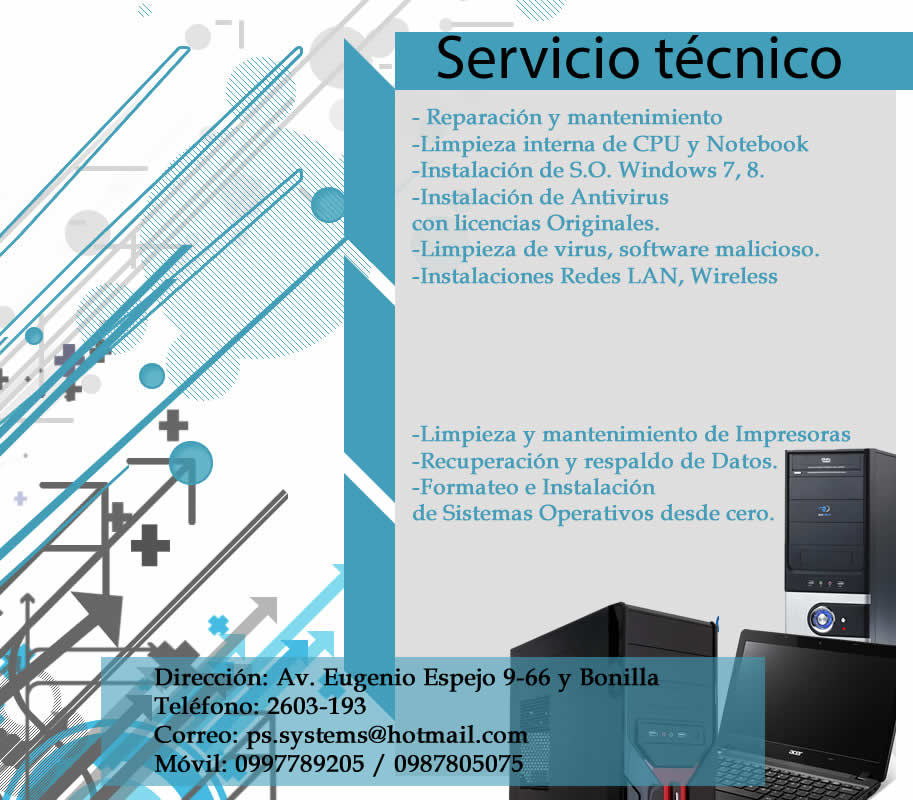 Servicio técnico
- Reparación y mantenimiento
-Limpieza interna de CPU y Notebook
-Instalación de S.O. Windows 7, 8.
-Instalación de Antivirus
con licencias Originales.
-Limpieza de virus, software malicioso.
-Instalaciones Redes LAN, Wireless
-Limpieza y mantenimiento de Impresoras
-Recuperación y respaldo de Datos.
-Formateo e Instalación
de Sistemas Operativos desde cero.
Dirección: Av. Eugenio Espejo 9-66 y Bonilla
Teléfono: 2603-193
Correo: ps.systems@hotmail.com
Móvil: 0997789205 / 0987805075
acer